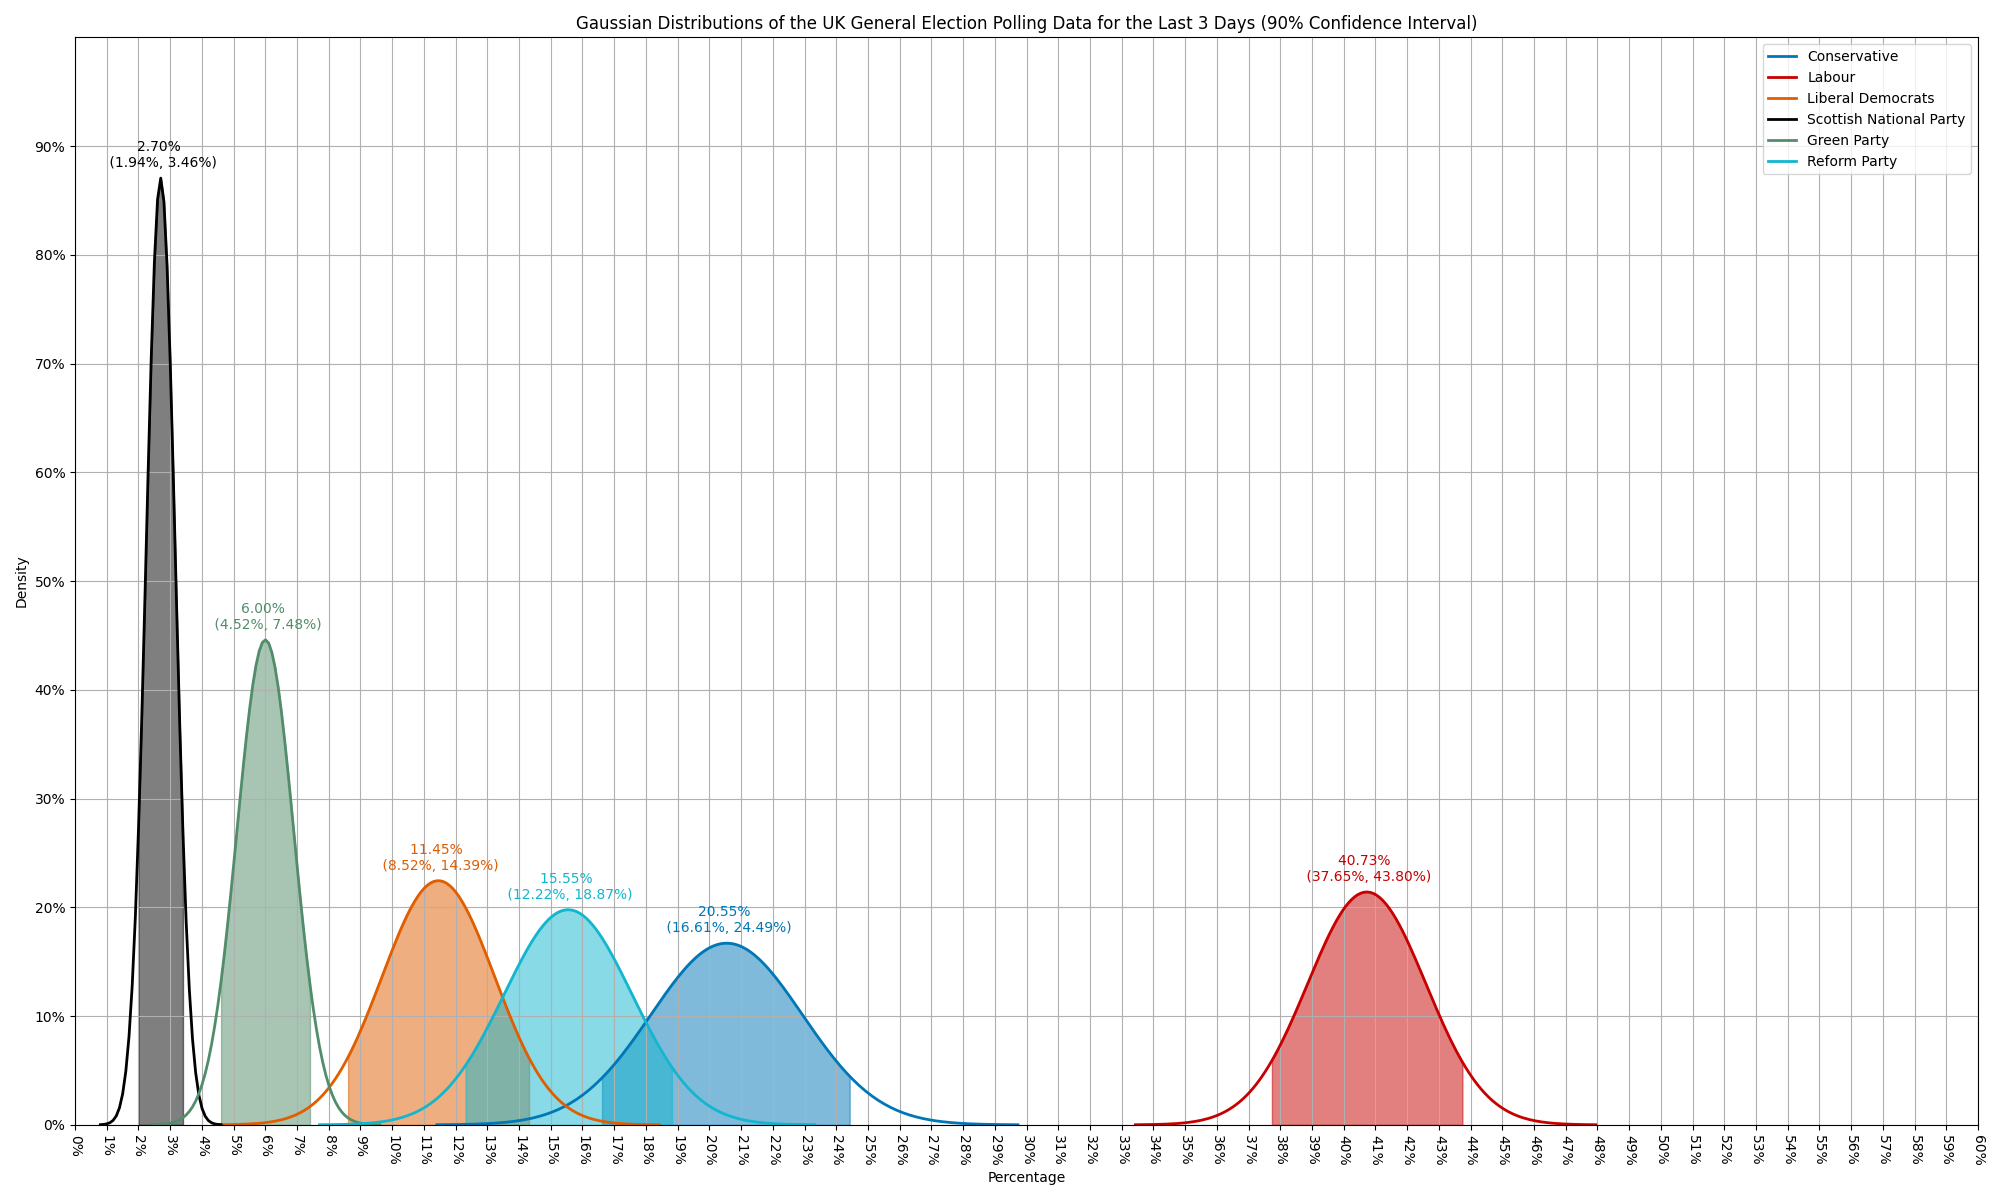 Gaussian Distributions of the UK General Election Polling Data for the Last 3 Days (90% Confidence Interval)
Conservative
Labour
Liberal Democrats
Scottish National Party
Green Party
Reform Party
2.70%
(1.94%, 3.46%)
6.00%
(4.52%, 7.48%)
11.45%
(8.52%, 14.39%)
15.55%
(12.22%, 18.87%)
20.55%
(16.61%, 24.49%)
40.73%
(37.65%, 43.80%)
Density
90%
80%
70%
60%
50%
40%
30%
20%
10%
0%
0% 1% 2% 3% 4% 5% 6% 7% 8% 9% 10% 11% 12% 13% 14% 15% 16% 17% 18% 19% 20% 21% 22% 23% 24% 25% 26% 27% 28% 29% 30% 31% 32% 33% 34% 35% 36% 37% 38% 39% 40% 41% 42% 43% 44% 45% 46% 47% 48% 49% 50% 51% 52% 53% 54% 55% 56% 57% 58% 59% 60%
Percentage